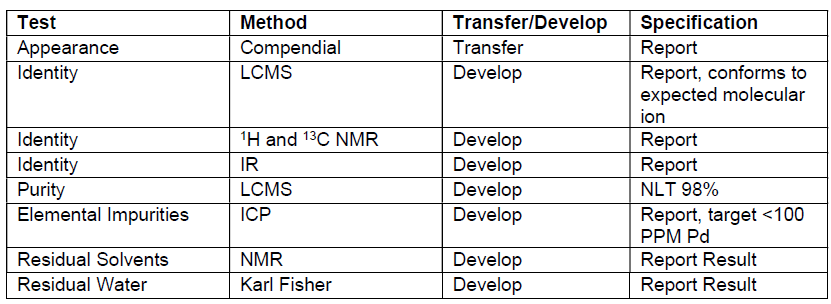 Test Method Transfer/Develop Specification
Appearance Compendial Transfer Report
Identity LCMS Develop Report, conforms to
expected molecular
ion
Identity ¹H and ¹³C NMR Develop Report
Identity IR Develop Report
Purity LCMS Develop NLT 98%
Elemental Impurities ICP Develop Report, target <100
PPM Pd
Residual Solvents NMR Develop Report Result
Residual Water Karl Fisher Develop Report Result